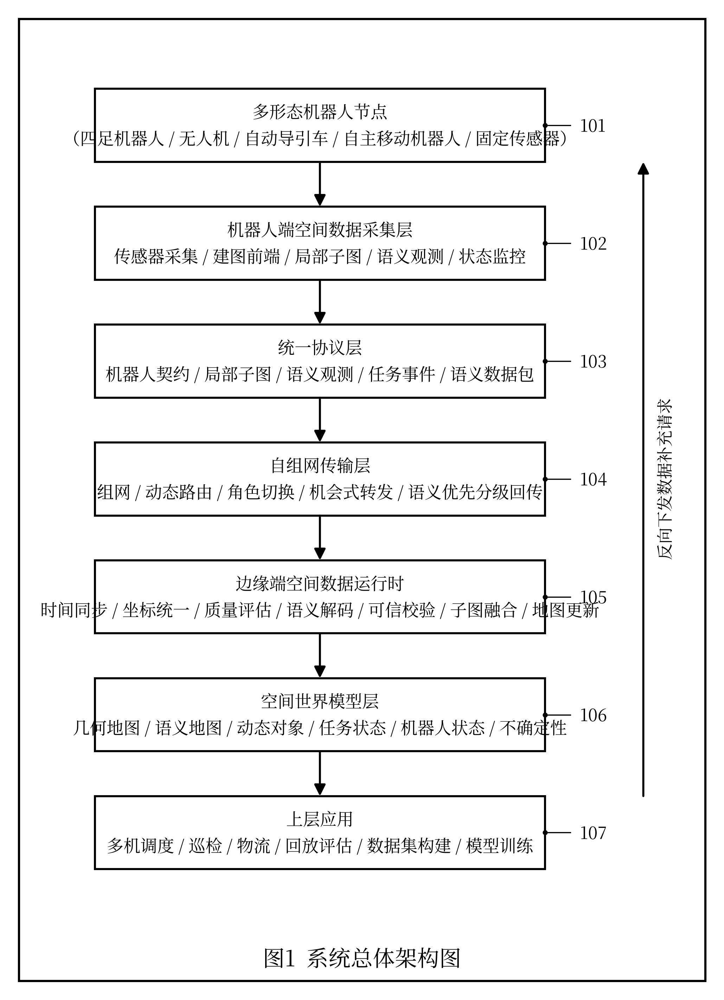 多形态机器人节点
（四足机器人 / 无人机 / 自动导引车 / 自主移动机器人 / 固定传感器）
101
机器人端空间数据采集层
传感器采集 / 建图前端 / 局部子图 / 语义观测 / 状态监控
102
统一协议层
机器人契约 / 局部子图 / 语义观测 / 任务事件 / 语义数据包
103
自组网传输层
组网 / 动态路由 / 角色切换 / 机会式转发 / 语义优先分级回传
104
边缘端空间数据运行时
时间同步 / 坐标统一 / 质量评估 / 语义解码 / 可信校验 / 子图融合 / 地图更新
105
空间世界模型层
几何地图 / 语义地图 / 动态对象 / 任务状态 / 机器人状态 / 不确定性
106
上层应用
多机调度 / 巡检 / 物流 / 回放评估 / 数据集构建 / 模型训练
107
反向下发数据补充请求
图1 系统总体架构图